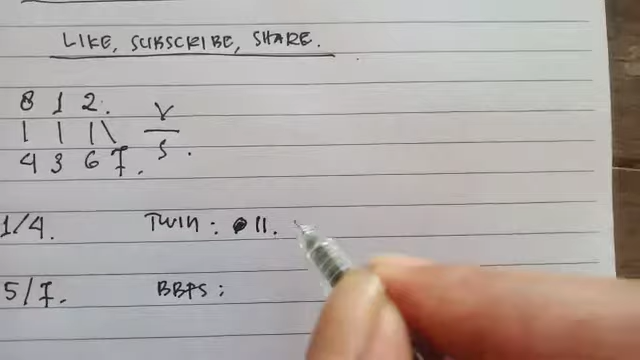 LIKE, SUBSCRIBE, SHARE.
8 1 2. V
1 1 1
4 3 6 7. S.
1/4. TWIN: 11.
5/7. BBFS: